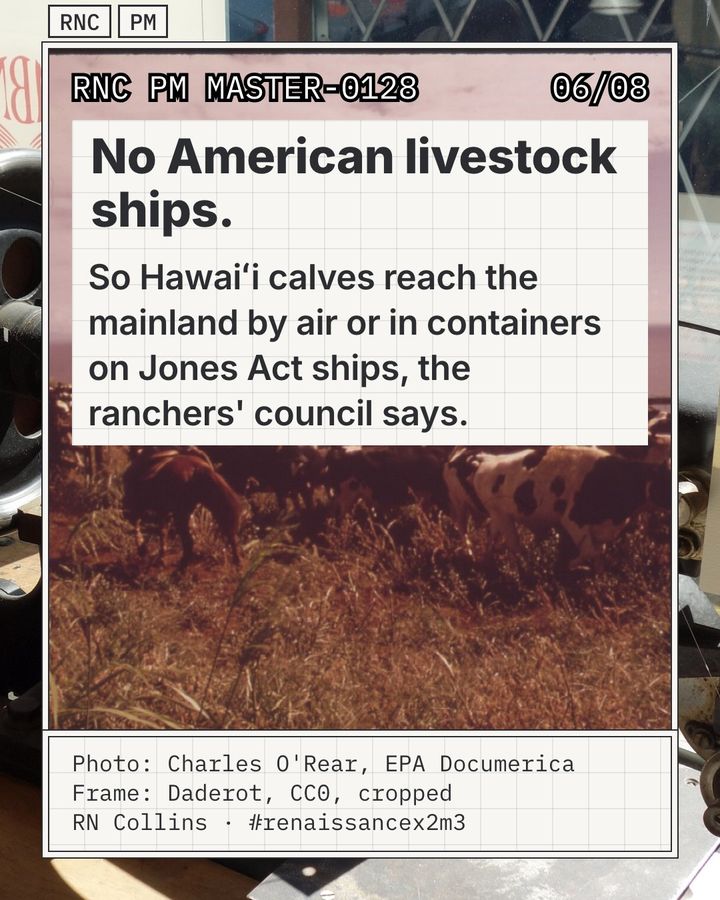 RNC PM
RNC PM MASTER-0128 06/08
No American livestock
ships.
So Hawaiʻi calves reach the
mainland by air or in containers
on Jones Act ships, the
ranchers' council says.
Photo: Charles O'Rear, EPA Documerica
Frame: Daderot, CC0, cropped
RN Collins · #renaissancex2m3